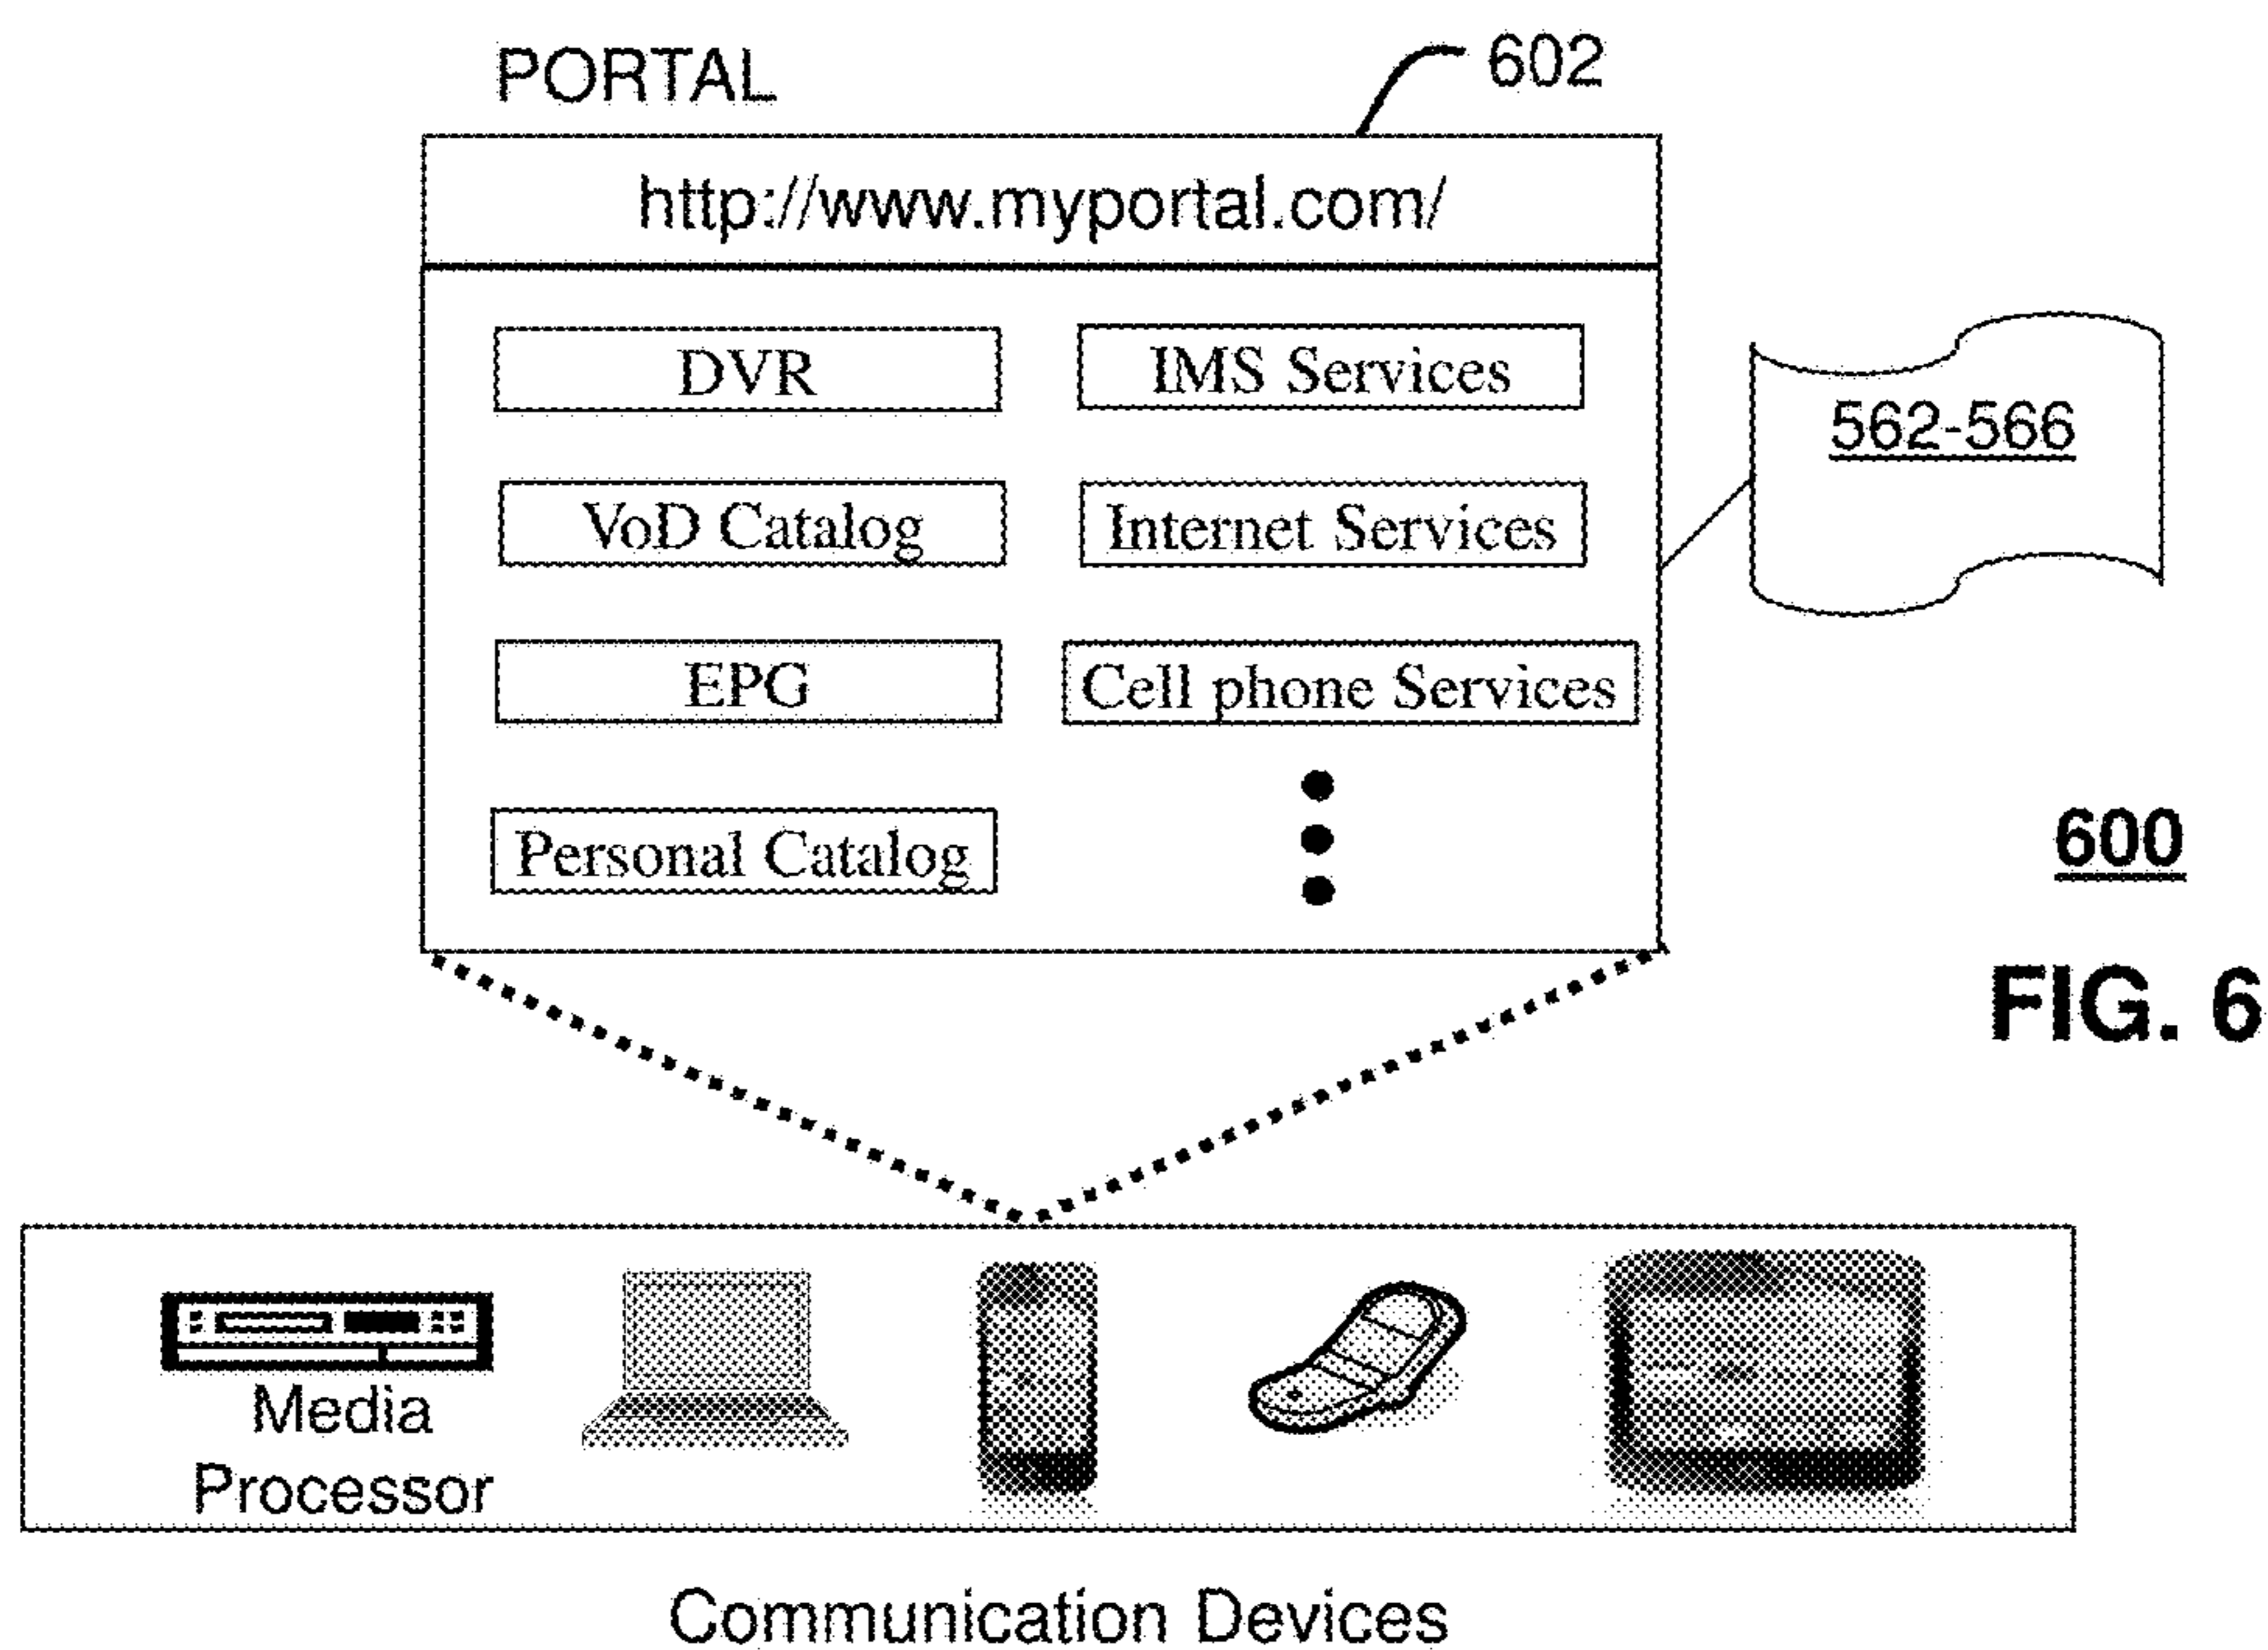 PORTAL
602
http://www.myportal.com/
DVR
IMS Services
562-566
VoD Catalog
Internet Services
EPG
Cell phone Services
Personal Catalog
600
FIG. 6
Media
Processor
Communication Devices